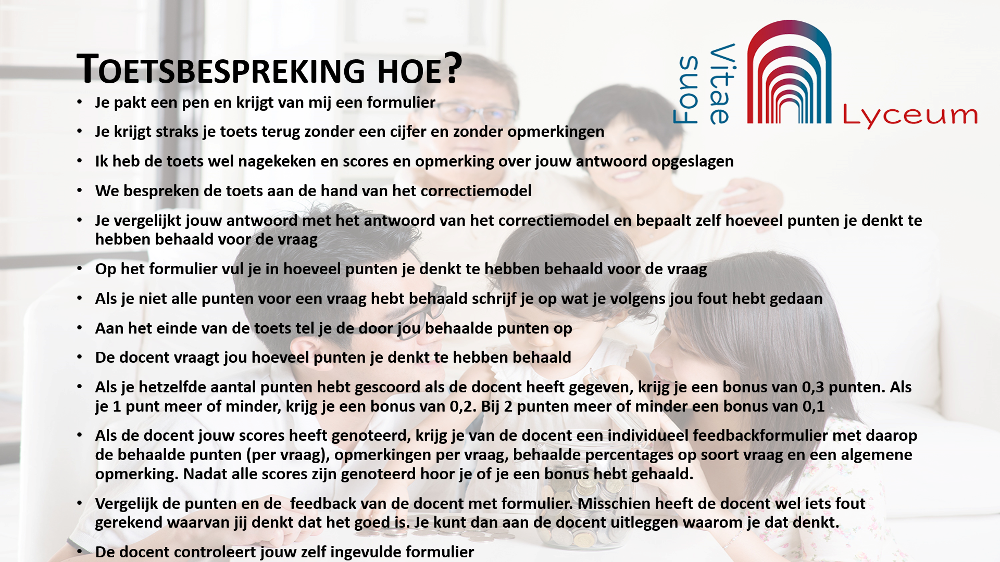 Fons
Vitae
Lyceum
TOETSBESPREKING HOE?
• Je pakt een pen en krijgt van mij een formulier
• Je krijgt straks je toets terug zonder een cijfer en zonder opmerkingen
• Ik heb de toets wel nagekeken en scores en opmerking over jouw antwoord opgeslagen
• We bespreken de toets aan de hand van het correctiemodel
• Je vergelijkt jouw antwoord met het antwoord van het correctiemodel en bepaalt zelf hoeveel punten je denkt te
hebben behaald voor de vraag
• Op het formulier vul je in hoeveel punten je denkt te hebben behaald voor de vraag
• Als je niet alle punten voor een vraag hebt behaald schrijf je op wat je volgens jou fout hebt gedaan
• Aan het einde van de toets tel je de door jou behaalde punten op
• De docent vraagt jou hoeveel punten je denkt te hebben behaald
• Als je hetzelfde aantal punten hebt gescoord als de docent heeft gegeven, krijg je een bonus van 0,3 punten. Als
je 1 punt meer of minder, krijg je een bonus van 0,2. Bij 2 punten meer of minder een bonus van 0,1
• Als de docent jouw scores heeft genoteerd, krijg je van de docent een individueel feedbackformulier met daarop
de behaalde punten (per vraag), opmerkingen per vraag, behaalde percentages op soort vraag en een algemene
opmerking. Nadat alle scores zijn genoteerd hoor je of je een bonus hebt gehaald.
• Vergelijk de punten en de  feedback van de docent met formulier. Misschien heeft de docent wel iets fout
gerekend waarvan jij denkt dat het goed is. Je kunt dan aan de docent uitleggen waarom je dat denkt.
• De docent controleert jouw zelf ingevulde formulier